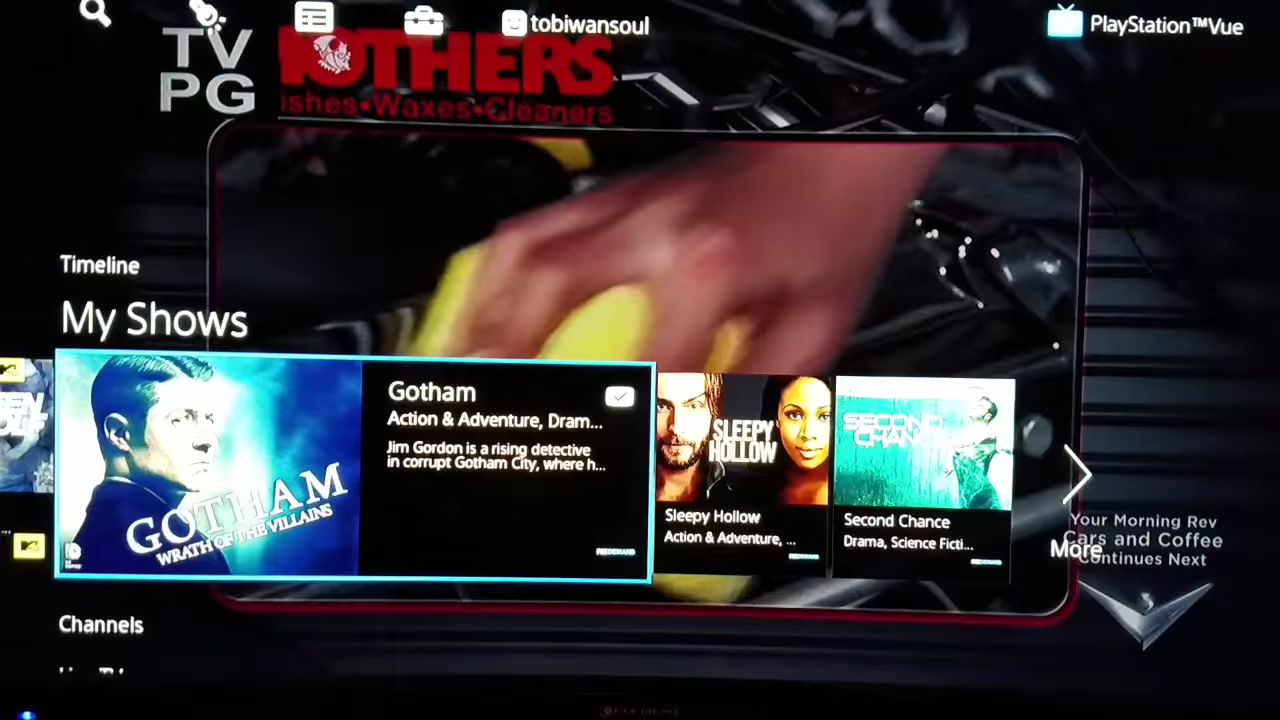 tobiwansoul
PlayStation™Vue
TV
PG
OTHERS
ishes•Waxes•Cleaners
Timeline
My Shows
GOTHAM
WRATH OF THE VILLAINS
Gotham
Action & Adventure, Dram...
Jim Gordon is a rising detective
in corrupt Gotham City, where h...
SLEEPY
HOLLOW
Sleepy Hollow
Action & Adventure, ...
SECOND
CHANCE
Second Chance
Drama, Science Ficti...
More
Your Morning Rev
Cars and Coffee
Continues Next
Channels